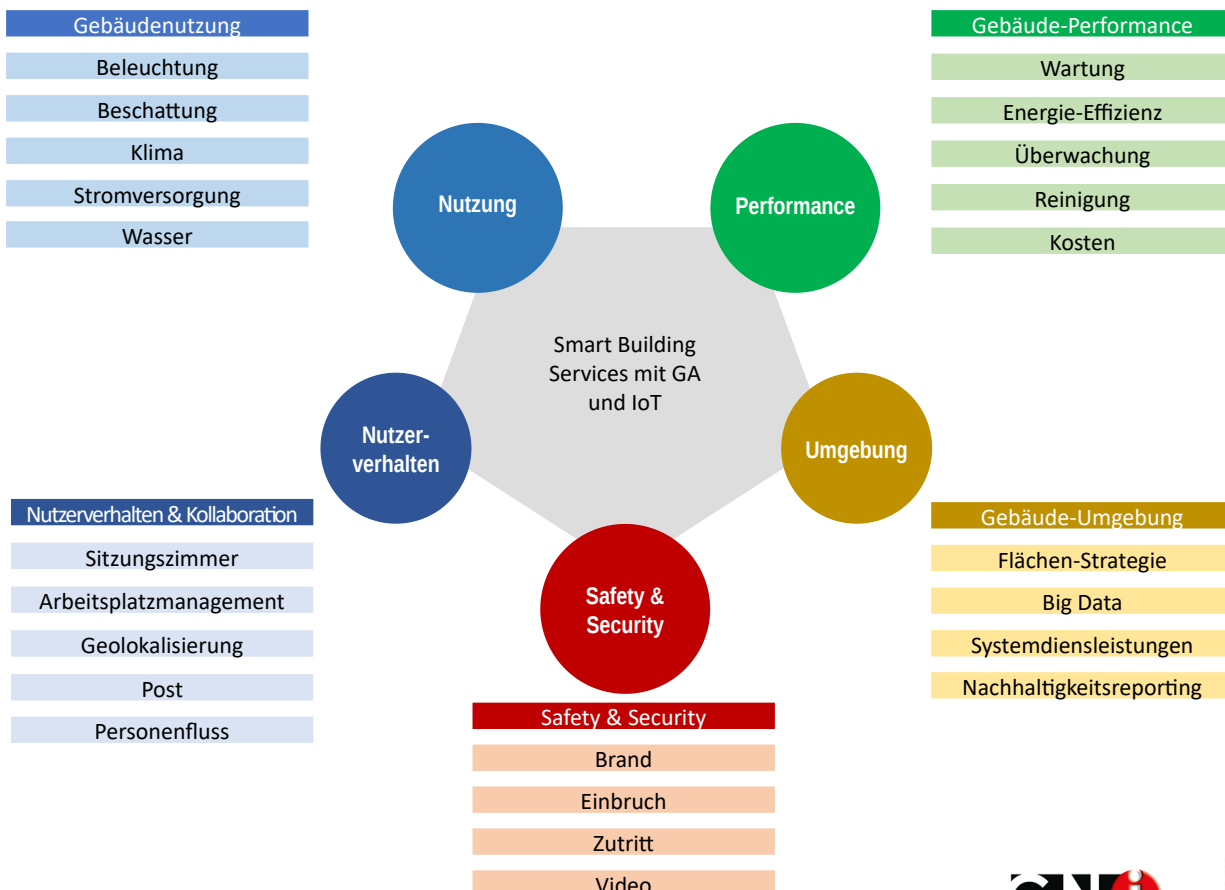 Gebäudenutzung
Beleuchtung
Beschattung
Klima
Stromversorgung
Wasser
Gebäude-Performance
Wartung
Energie-Effizienz
Überwachung
Reinigung
Kosten
Nutzung
Performance
Smart Building
Services mit GA
und IoT
Nutzer-
verhalten
Umgebung
Safety &
Security
Nutzerverhalten & Kollaboration
Sitzungszimmer
Arbeitsplatzmanagement
Geolokalisierung
Post
Personenfluss
Gebäude-Umgebung
Flächen-Strategie
Big Data
Systemdiensleistungen
Nachhaltigkeitsreporting
Safety & Security
Brand
Einbruch
Zutritt
Video